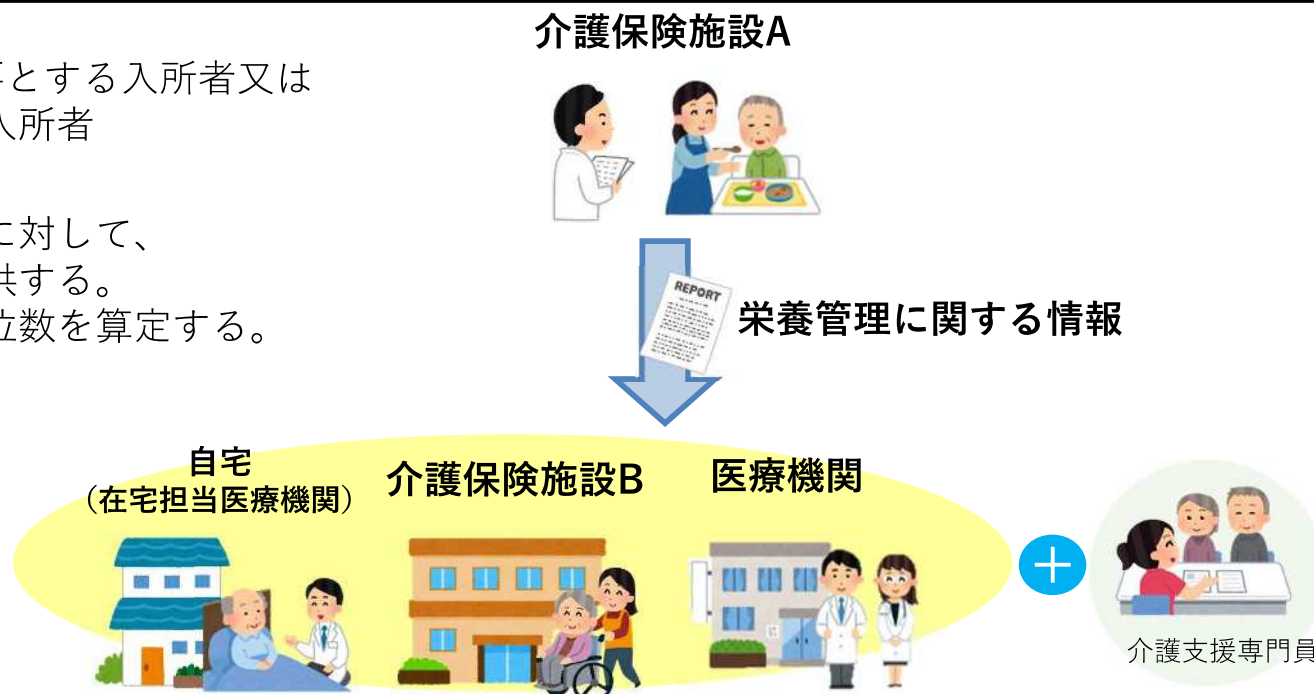 介護保険施設A
要とする入所者又は
入所者
に対して、
供する。
位数を算定する。
REPORT
栄養管理に関する情報
自宅
（在宅担当医療機関）
介護保険施設B
医療機関
＋
介護支援専門員